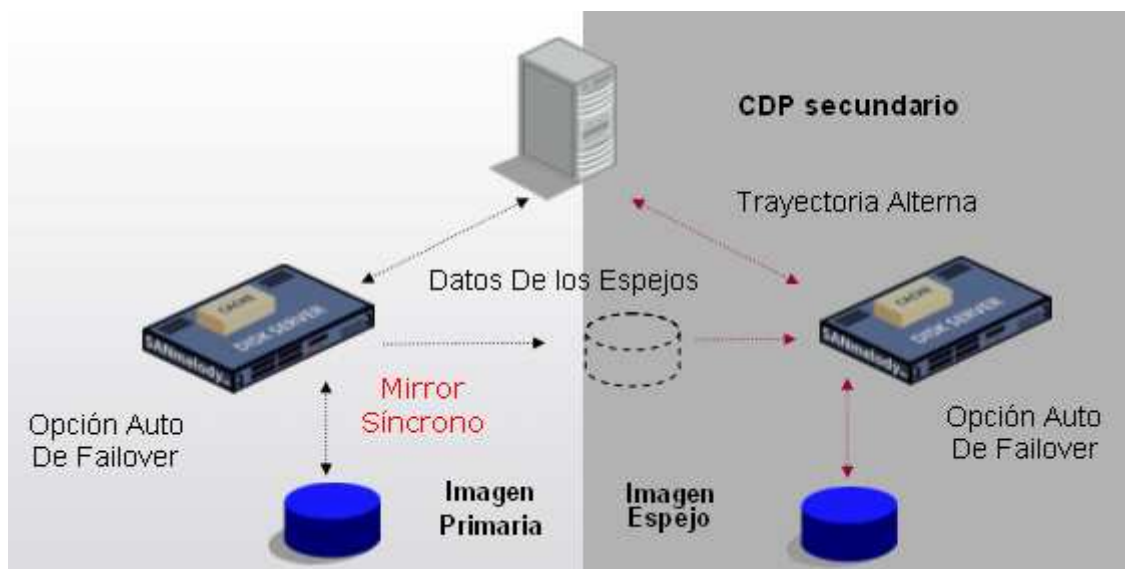 CDP secundario
Trayectoria Alterna
Datos De los Espejos
CACHE
DISK SERVER
SANmelody
CACHE
DISK SERVER
SANmelody
Mirror
Síncrono
Opción Auto
De Failover
Opción Auto
De Failover
Imagen
Primaria
Imagen
Espejo